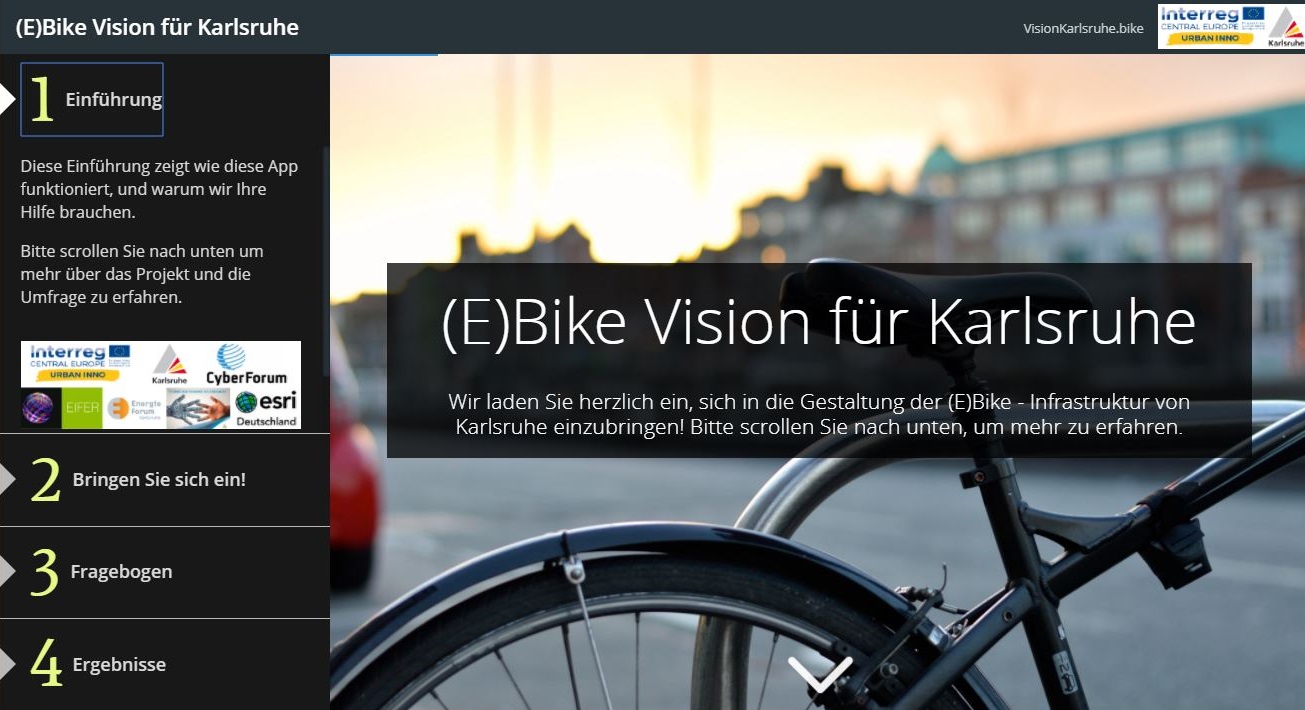 (E)Bike Vision für Karlsruhe
VisionKarlsruhe.bike
Interreg
CENTRAL EUROPE
URBAN INNO
Karlsruhe
1 Einführung
Diese Einführung zeigt wie diese App
funktioniert, und warum wir Ihre
Hilfe brauchen.
Bitte scrollen Sie nach unten um
mehr über das Projekt und die
Umfrage zu erfahren.
Interreg
CENTRAL EUROPE
URBAN INNO
Karlsruhe
CyberForum
EIFER
Energie
Forum
esri
Deutschland
2 Bringen Sie sich ein!
3 Fragebogen
4 Ergebnisse
(E)Bike Vision für Karlsruhe
Wir laden Sie herzlich ein, sich in die Gestaltung der (E)Bike - Infrastruktur von
Karlsruhe einzubringen! Bitte scrollen Sie nach unten, um mehr zu erfahren.